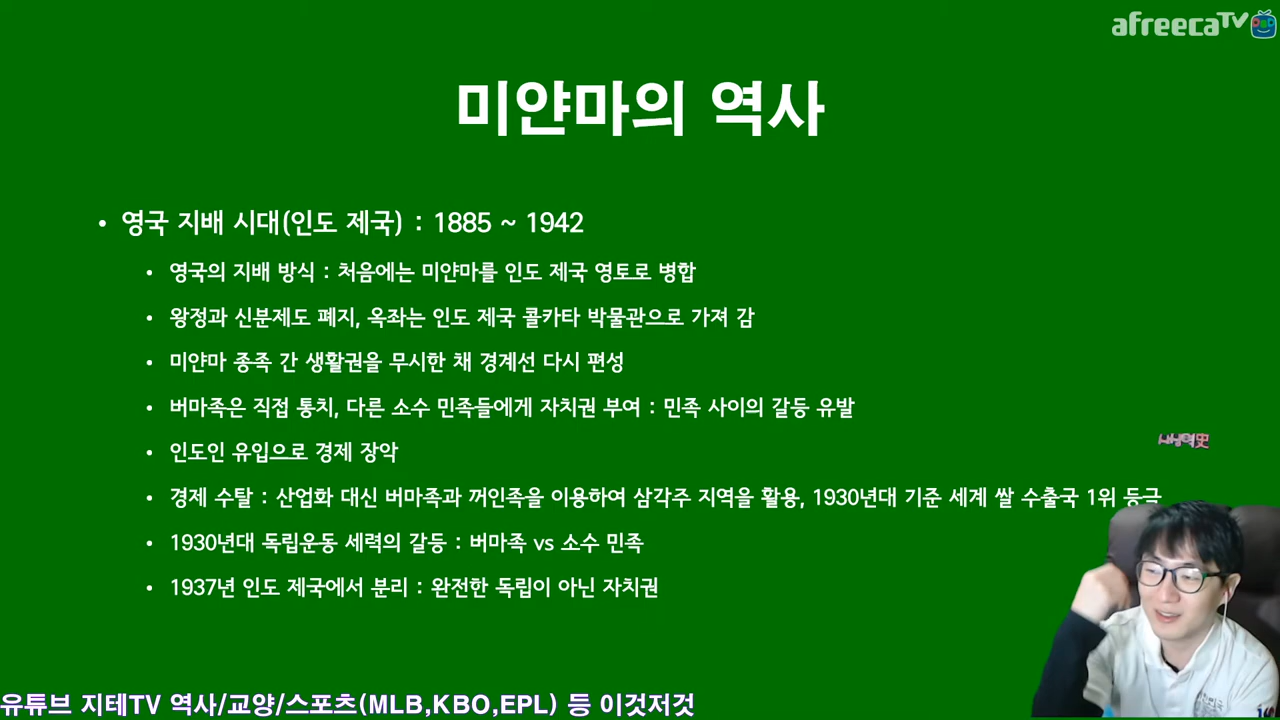 afreecaTV
미얀마의 역사
• 영국 지배 시대(인도 제국) : 1885 ~ 1942
• 영국의 지배 방식 : 처음에는 미얀마를 인도 제국 영토로 병합
• 왕정과 신분제도 폐지, 옥좌는 인도 제국 콜카타 박물관으로 가져 감
• 미얀마 종족 간 생활권을 무시한 채 경계선 다시 편성
• 버마족은 직접 통치, 다른 소수 민족들에게 자치권 부여 : 민족 사이의 갈등 유발
• 인도인 유입으로 경제 장악
• 경제 수탈 : 산업화 대신 버마족과 꺼인족을 이용하여 삼각주 지역을 활용, 1930년대 기준 세계 쌀 수출국 1위 등극
• 1930년대 독립운동 세력의 갈등 : 버마족 vs 소수 민족
• 1937년 인도 제국에서 분리 : 완전한 독립이 아닌 자치권
유튜브 지테TV 역사/교양/스포츠(MLB,KBO,EPL) 등 이것저것